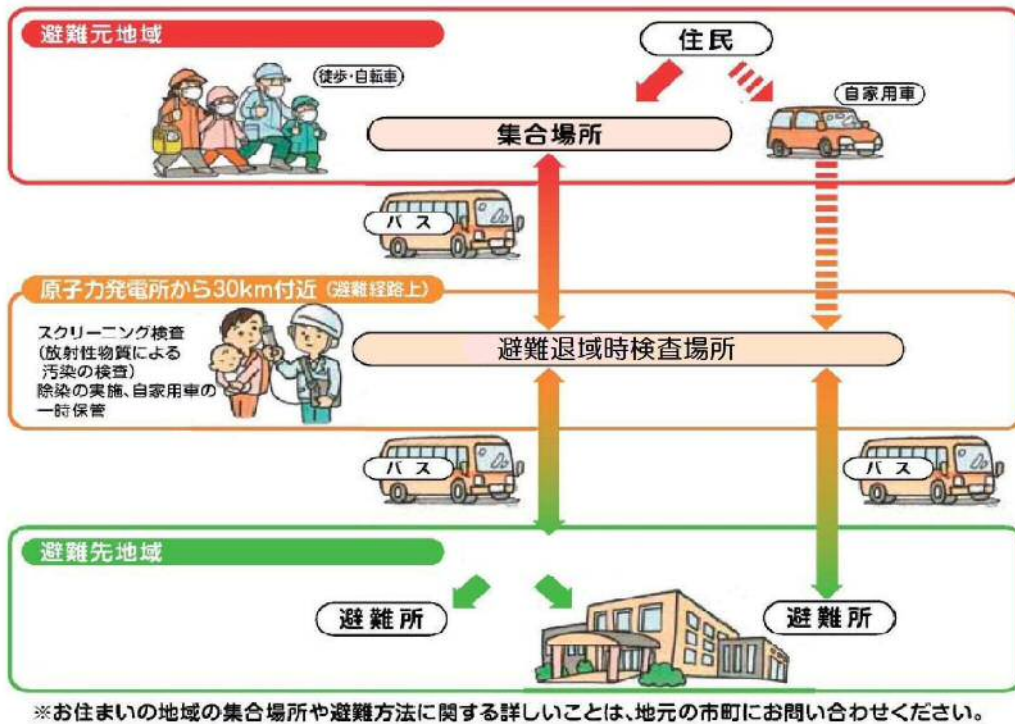 避難元地域
住民
徒歩・自転車
自家用車
集合場所
バス
原子力発電所から30km付近（避難経路上）
スクリーニング検査
(放射性物質による
汚染の検査)
除染の実施、自家用車の
一時保管
避難退域時検査場所
バス
バス
避難先地域
避難所
避難所
※お住まいの地域の集合場所や避難方法に関する詳しいことは、地元の市町にお問い合わせください。